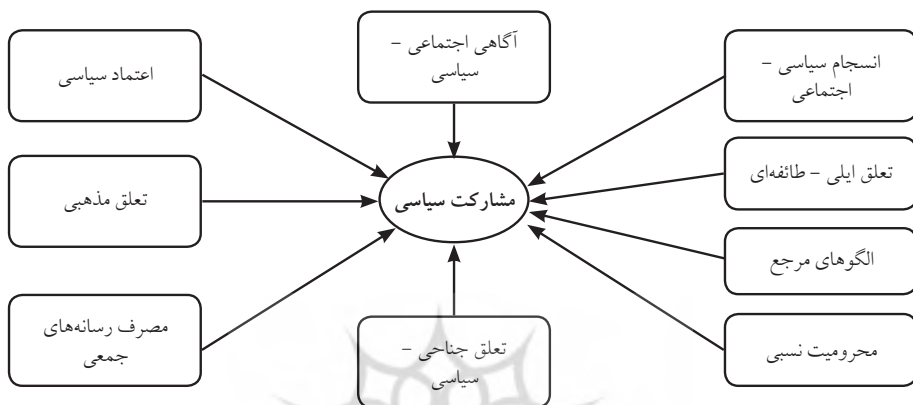 آگاهی اجتماعی –
سیاسی
انسجام سیاسی –
اجتماعی
اعتماد سیاسی
تعلق ایلی – طائفه‌ای
تعلق مذهبی
مشارکت سیاسی
الگوهای مرجع
مصرف رسانه‌های
جمعی
تعلق جناحی –
سیاسی
محرومیت نسبی